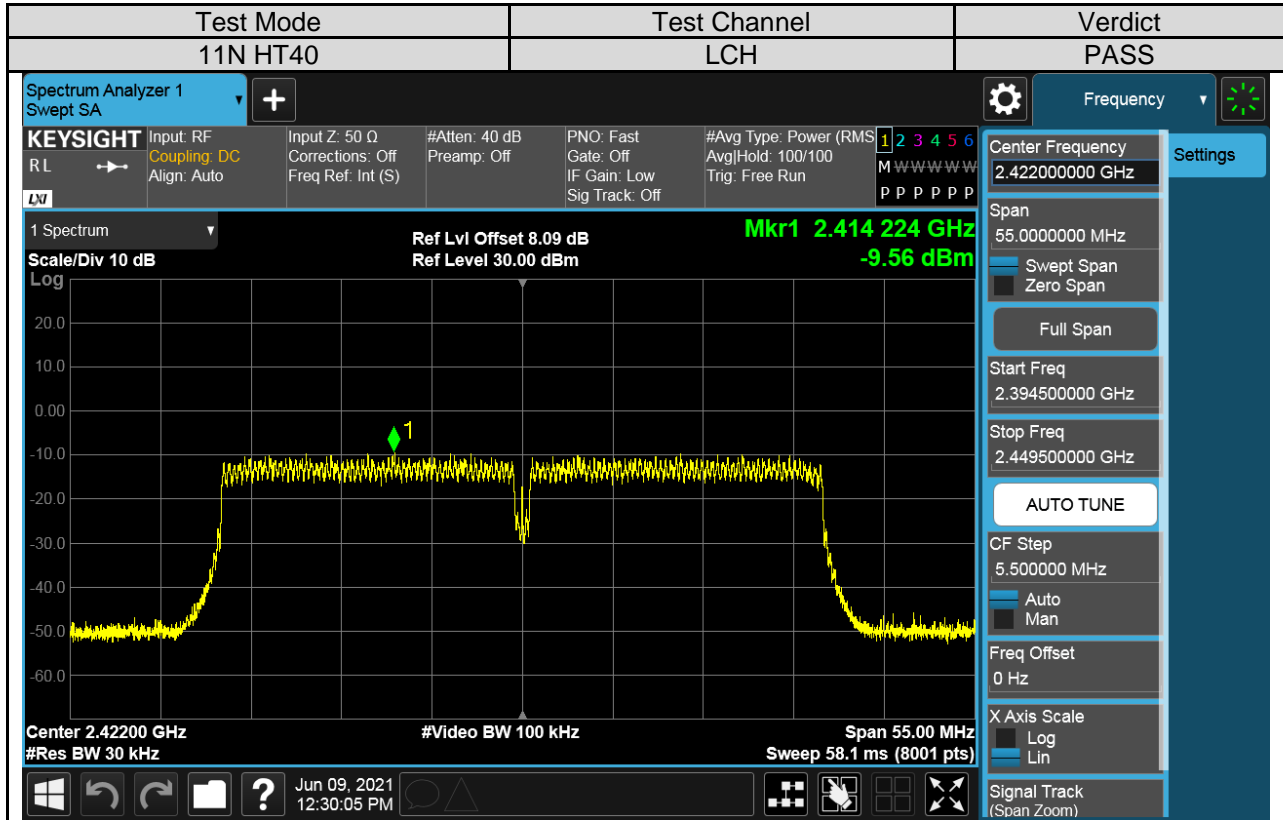 Test Mode Test Channel Verdict
11N HT40 LCH PASS
Spectrum Analyzer 1
Swept SA
Frequency
KEYSIGHT Input: RF Input Z: 50 Ω #Atten: 40 dB PNO: Fast #Avg Type: Power (RMS 1 2 3 4 5 6
R L Coupling: DC Corrections: Off Preamp: Off Gate: Off Avg|Hold: 100/100 M W W W W W
Align: Auto Freq Ref: Int (S) IF Gain: Low Trig: Free Run
LXI Sig Track: Off P P P P P P
1 Spectrum
Ref Lvl Offset 8.09 dB Mkr1 2.414 224 GHz
Scale/Div 10 dB Ref Level 30.00 dBm -9.56 dBm
Log
20.0
10.0
0.00
1
-10.0
-20.0
-30.0
-40.0
-50.0
-60.0
Center 2.42200 GHz #Video BW 100 kHz Span 55.00 MHz
#Res BW 30 kHz Sweep 58.1 ms (8001 pts)
Jun 09, 2021
12:30:05 PM
Center Frequency
2.422000000 GHz
Settings
Span
55.0000000 MHz
Swept Span
Zero Span
Full Span
Start Freq
2.394500000 GHz
Stop Freq
2.449500000 GHz
AUTO TUNE
CF Step
5.500000 MHz
Auto
Man
Freq Offset
0 Hz
X Axis Scale
Log
Lin
Signal Track
(Span Zoom)